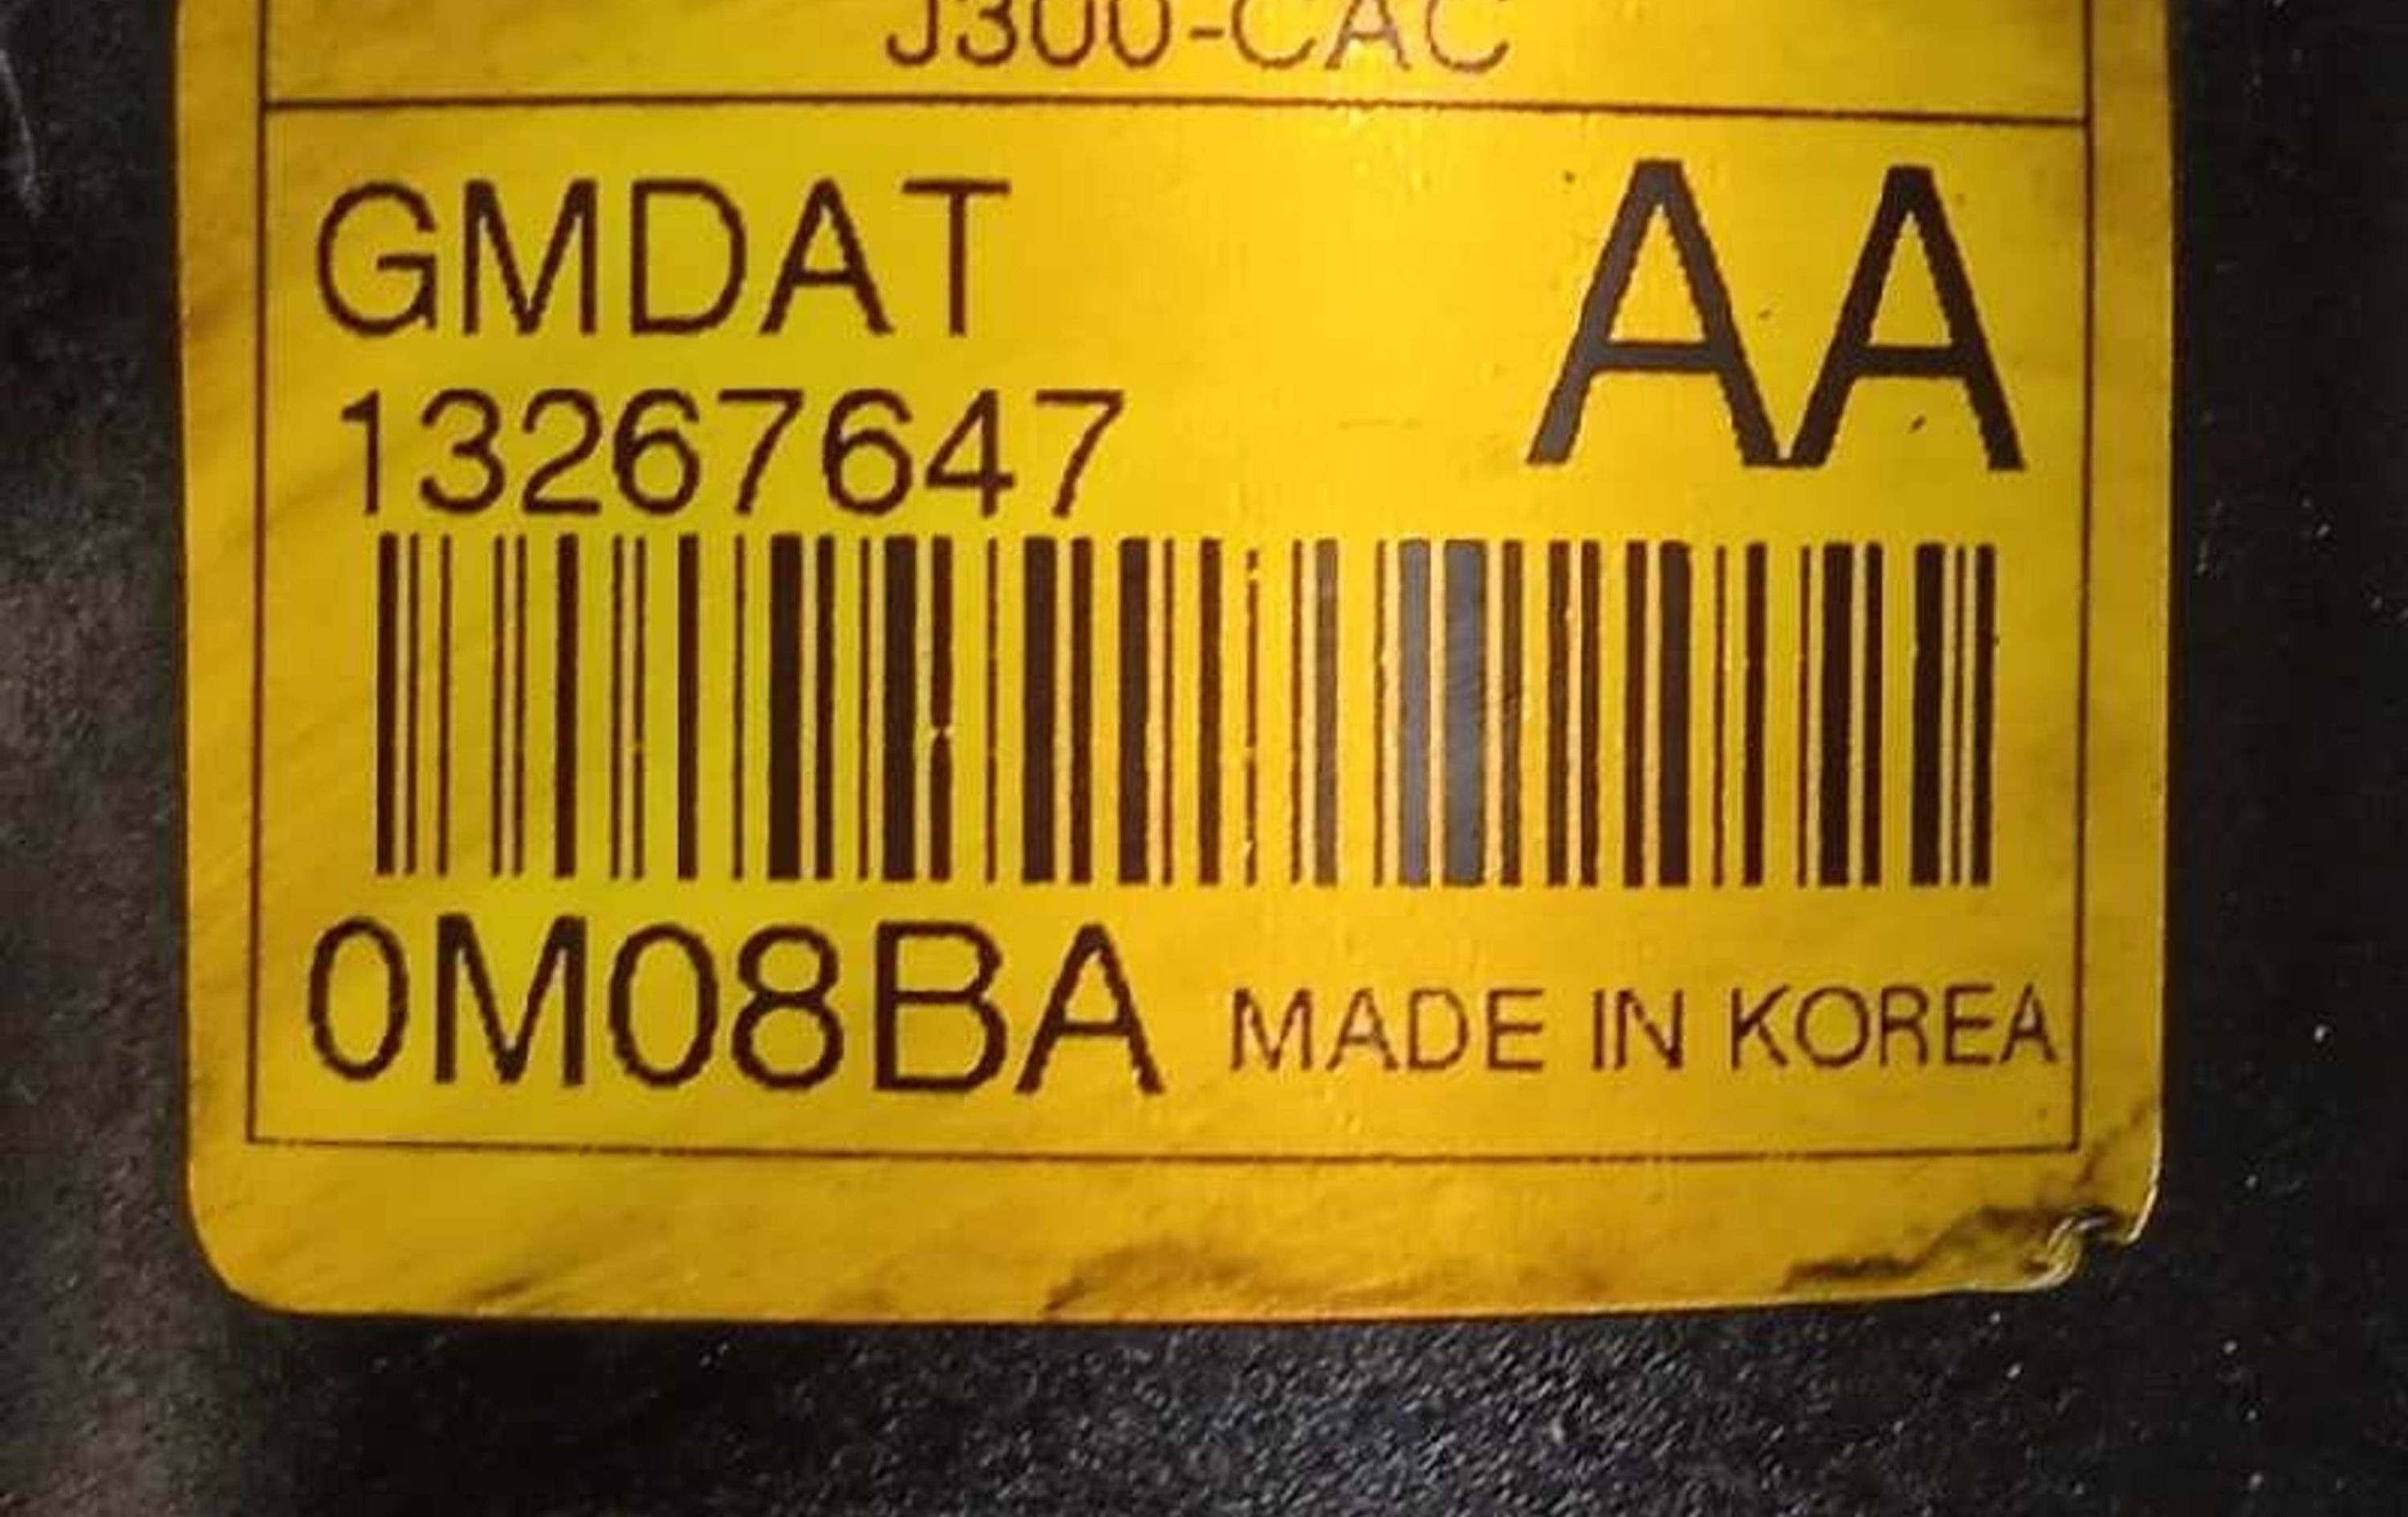 J300-CAC
GMDAT
AA
13267647
0M08BA MADE IN KOREA